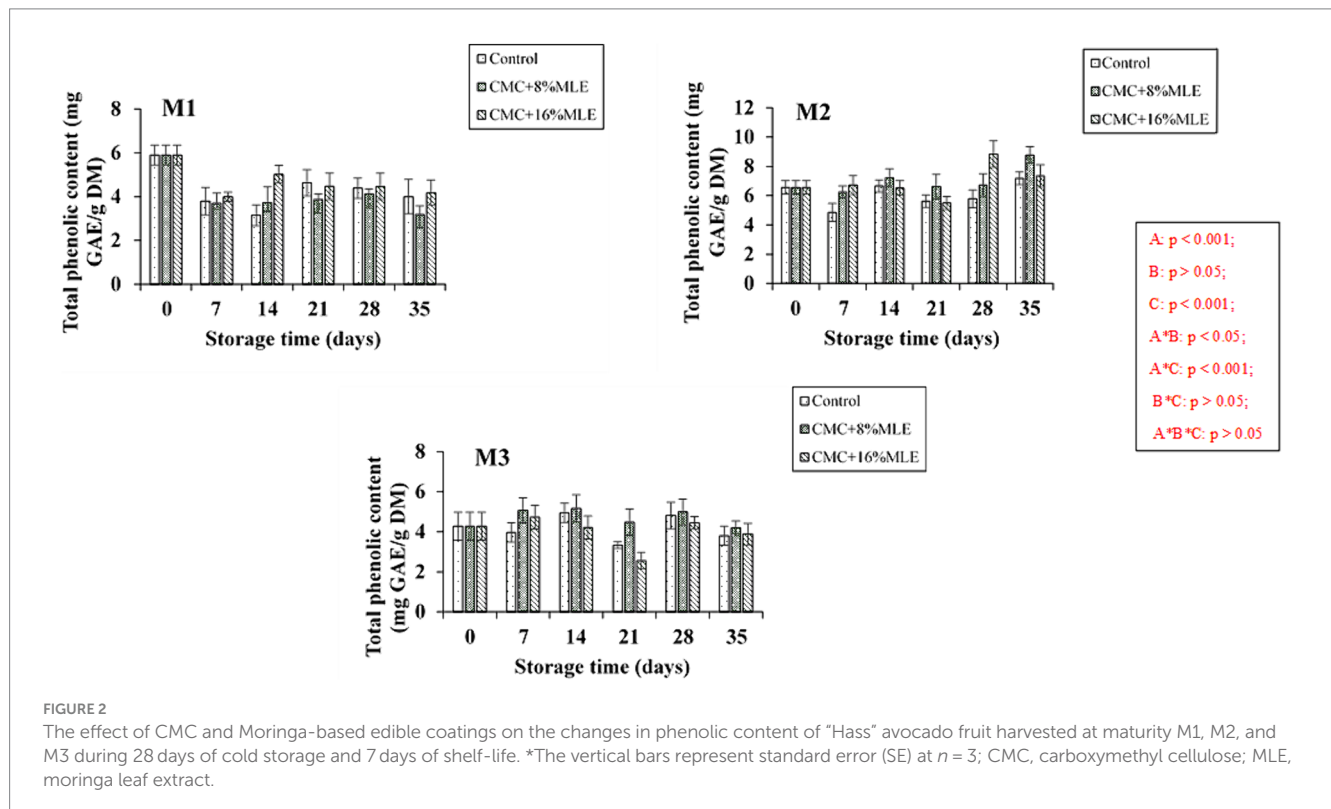 Control
CMC+8%MLE
CMC+16%MLE
M1
Total phenolic content (mg
GAE/g DM)
8
6
4
2
0
0 7 14 21 28 35
Storage time (days)
Control
CMC+8%MLE
CMC+16%MLE
M2
Total phenolic content (mg
GAE/g DM)
12
10
8
6
4
2
0
0 7 14 21 28 35
Storage time (days)
A: p < 0.001;
B: p > 0.05;
C: p < 0.001;
A*B: p < 0.05;
A*C: p < 0.001;
B*C: p > 0.05;
A*B*C: p > 0.05
Control
CMC+8%MLE
CMC+16%MLE
M3
Total phenolic content
(mg GAE/g DM)
8
6
4
2
0
0 7 14 21 28 35
Storage time (days)
FIGURE 2
The effect of CMC and Moringa-based edible coatings on the changes in phenolic content of "Hass" avocado fruit harvested at maturity M1, M2, and
M3 during 28 days of cold storage and 7 days of shelf-life. *The vertical bars represent standard error (SE) at n = 3; CMC, carboxymethyl cellulose; MLE,
moringa leaf extract.